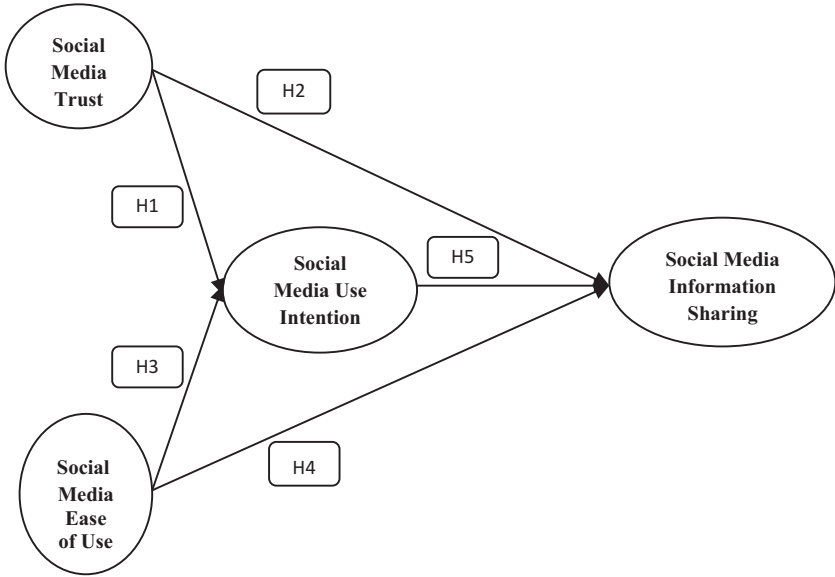 Social
Media
Trust
H2
H1
Social
Media Use
Intention
H5
Social Media
Information
Sharing
H3
Social
Media
Ease
of Use
H4